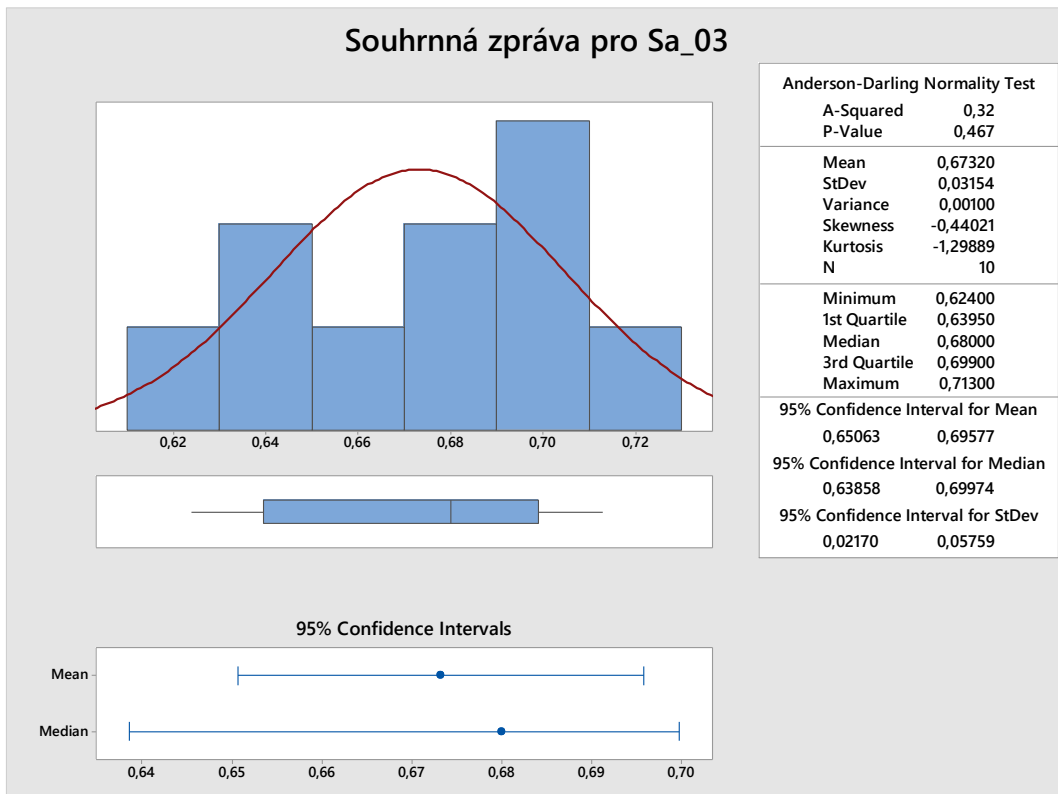 Souhrnná zpráva pro Sa_03
0,62 0,64 0,66 0,68 0,70 0,72
Anderson-Darling Normality Test
A-Squared 0,32
P-Value 0,467
Mean 0,67320
StDev 0,03154
Variance 0,00100
Skewness -0,44021
Kurtosis -1,29889
N 10
Minimum 0,62400
1st Quartile 0,63950
Median 0,68000
3rd Quartile 0,69900
Maximum 0,71300
95% Confidence Interval for Mean
0,65063 0,69577
95% Confidence Interval for Median
0,63858 0,69974
95% Confidence Interval for StDev
0,02170 0,05759
95% Confidence Intervals
Mean
Median
0,64 0,65 0,66 0,67 0,68 0,69 0,70